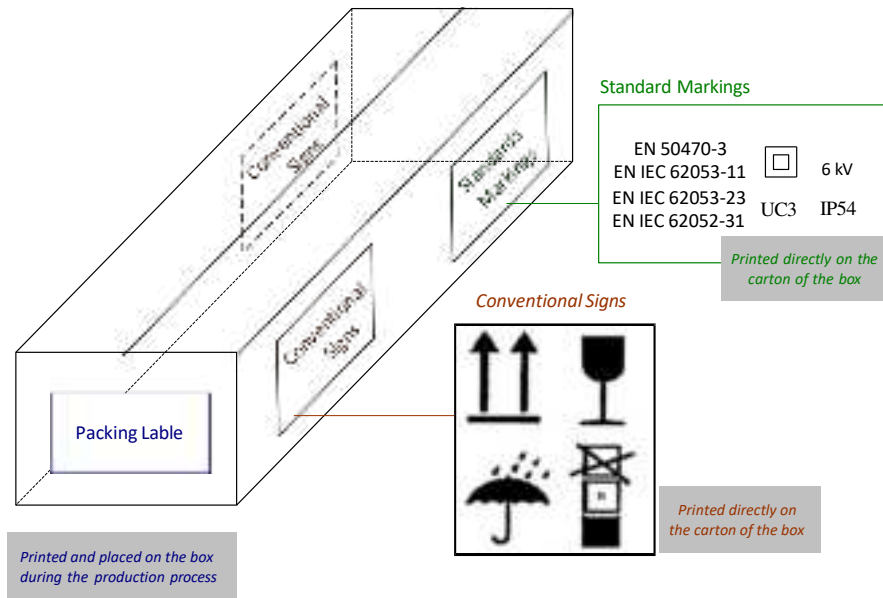 Conventional
Signs
Standards
Markings
Conventional
Signs
Packing Lable
Printed and placed on the box
during the production process
Standard Markings
EN 50470-3
EN IEC 62053-11
6 kV
EN IEC 62053-23
EN IEC 62052-31
UC3
IP54
Printed directly on the
carton of the box
Conventional Signs
Printed directly on
the carton of the box